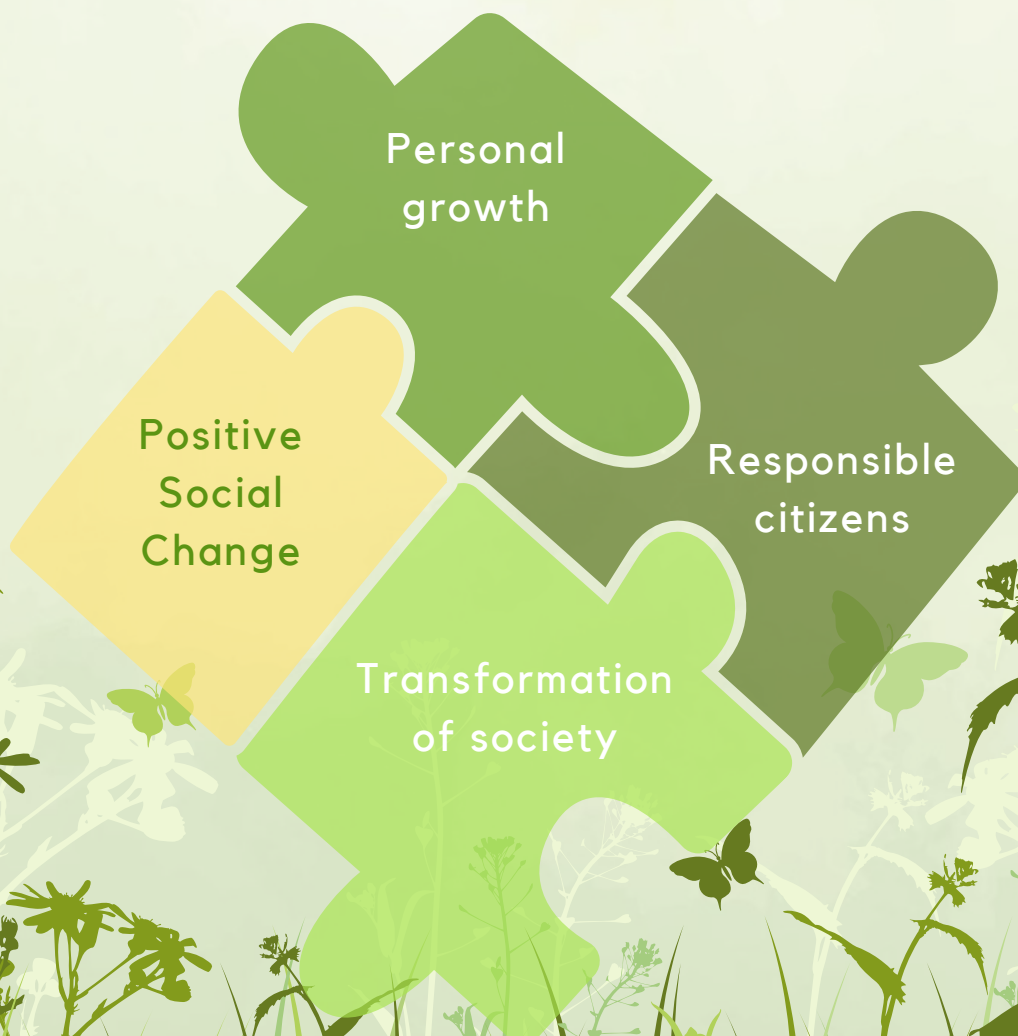 Personal
growth
Positive
Social
Change
Responsible
citizens
Transformation
of society